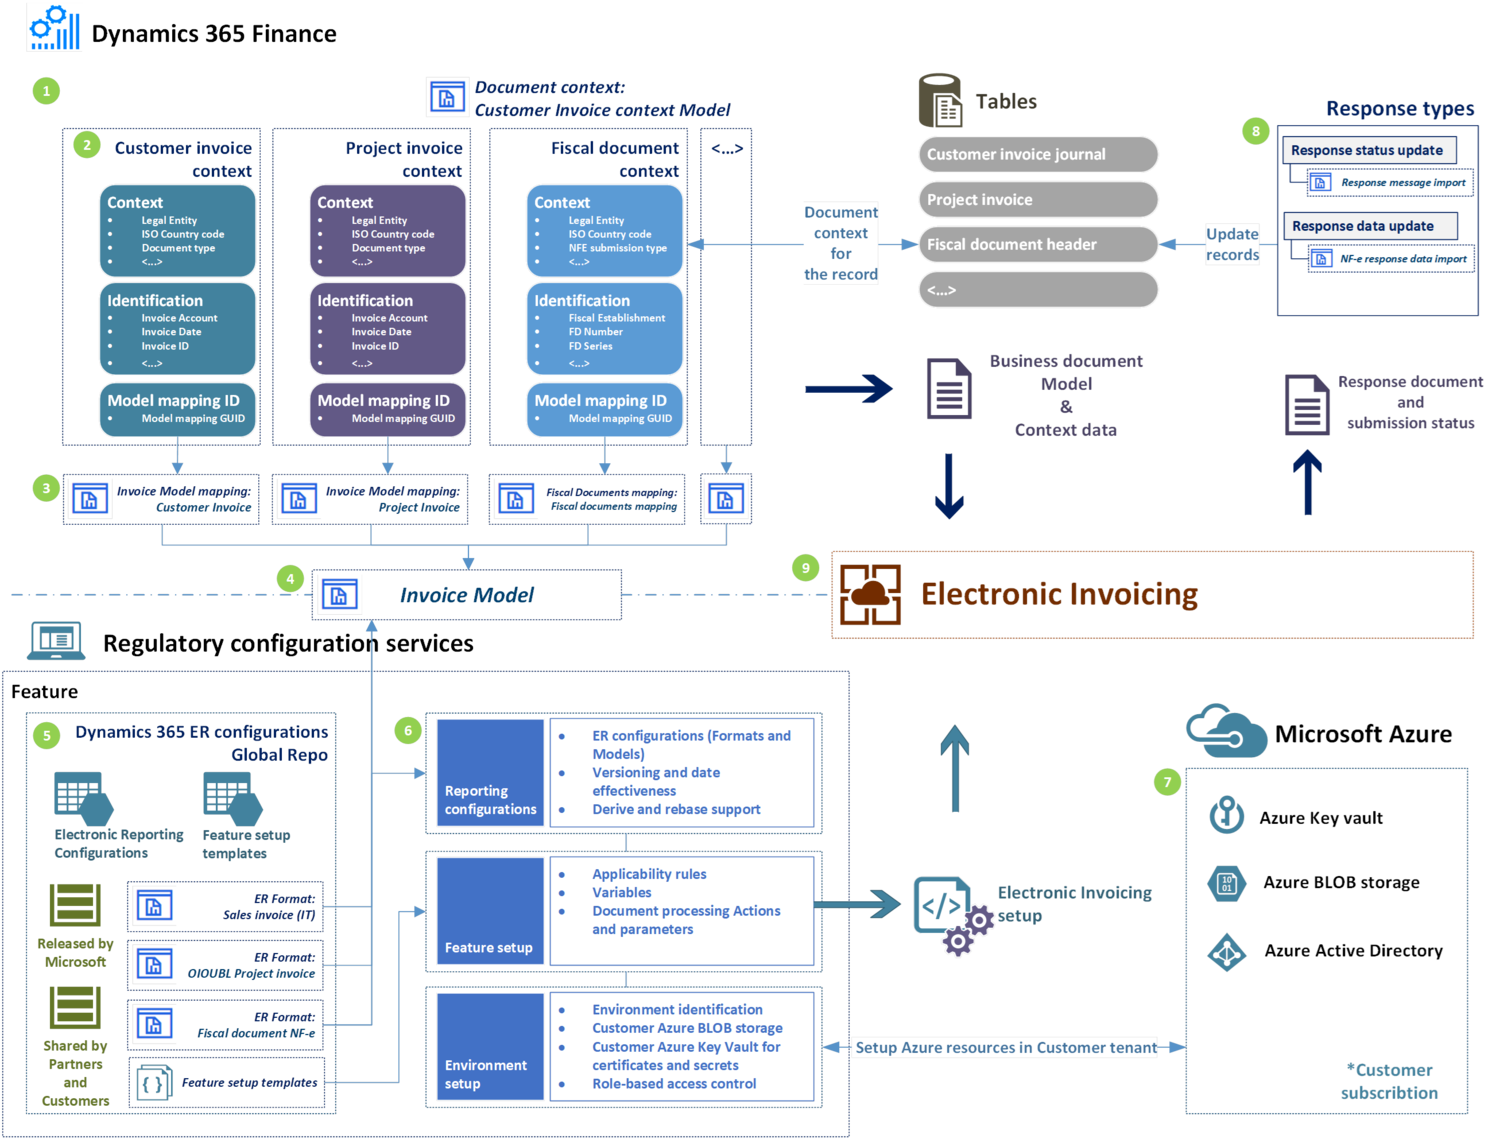 Dynamics 365 Finance
1
Document context:
Customer Invoice context Model
2
Customer invoice
context
Context
• Legal Entity
• ISO Country code
• Document type
• <...>
Identification
• Invoice Account
• Invoice Date
• Invoice ID
• <...>
Model mapping ID
• Model mapping GUID
Project invoice
context
Context
• Legal Entity
• ISO Country code
• Document type
• <...>
Identification
• Invoice Account
• Invoice Date
• Invoice ID
• <...>
Model mapping ID
• Model mapping GUID
Fiscal document
context
Context
• Legal Entity
• ISO Country code
• NFE submission type
• <...>
Identification
• Fiscal Establishment
• FD Number
• FD Series
• <...>
Model mapping ID
• Model mapping GUID
<...>
3
Invoice Model mapping:
Customer Invoice
Invoice Model mapping:
Project Invoice
Fiscal Documents mapping:
Fiscal documents mapping
4
Invoice Model
Document
context
for
the record
Tables
Customer invoice journal
Project invoice
Fiscal document header
<...>
Update
records
Response types
8
Response status update
Response message import
Response data update
NF-e response data import
Business document
Model
&
Context data
Response document
and
submission status
9
Electronic Invoicing
Regulatory configuration services
Feature
5
Dynamics 365 ER configurations
Global Repo
Electronic Reporting
Configurations
Feature setup
templates
Released by
Microsoft
Shared by
Partners
and
Customers
ER Format:
Sales invoice (IT)
ER Format:
OIOUBL Project invoice
ER Format:
Fiscal document NF-e
{ }
Feature setup templates
6
Reporting
configurations
• ER configurations (Formats and
Models)
• Versioning and date
effectiveness
• Derive and rebase support
Feature setup
• Applicability rules
• Variables
• Document processing Actions
and parameters
Environment
setup
• Environment identification
• Customer Azure BLOB storage
• Customer Azure Key Vault for
certificates and secrets
• Role-based access control
</>
Electronic Invoicing
setup
Setup Azure resources in Customer tenant
Microsoft Azure
7
Azure Key vault
10
01
Azure BLOB storage
Azure Active Directory
*Customer
subscribtion